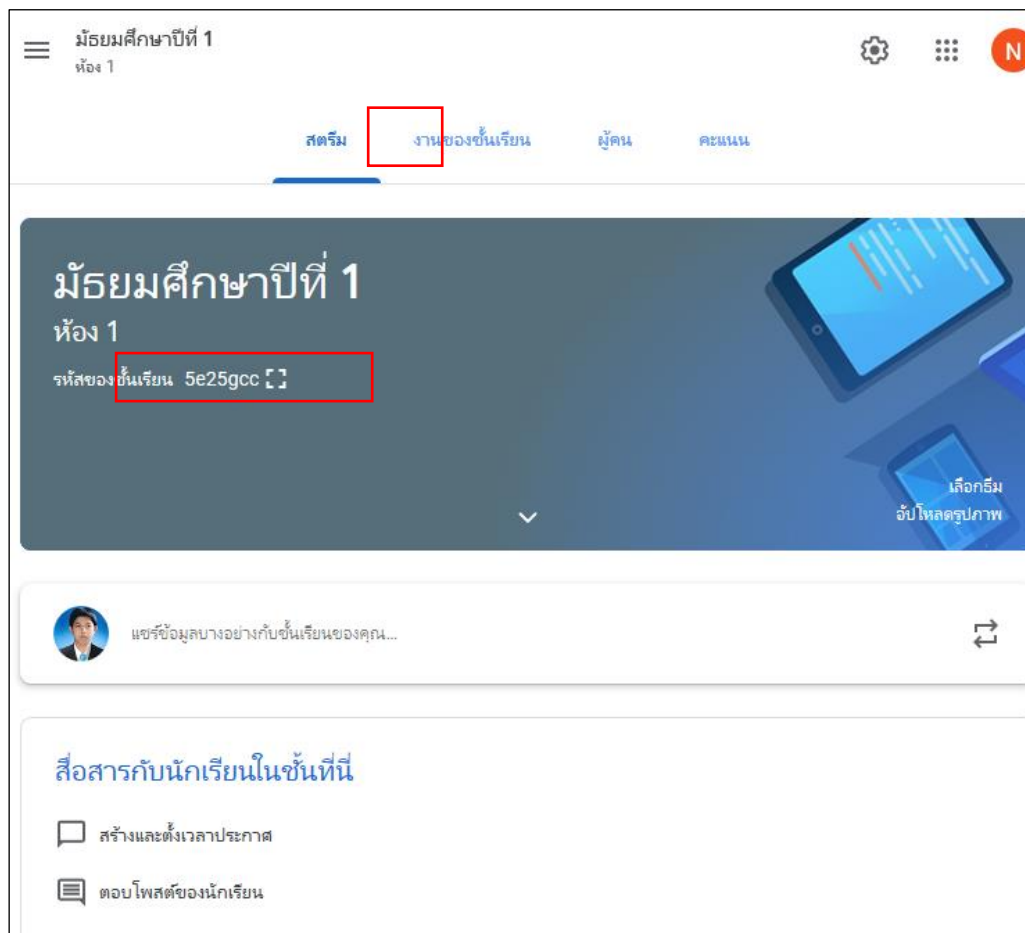 มัธยมศึกษาปีที่ 1
ห้อง 1
N
สตรีม งานของชั้นเรียน ผู้คน คะแนน
มัธยมศึกษาปีที่ 1
ห้อง 1
รหัสของชั้นเรียน 5e25gcc
เลือกธีม
อัปโหลดรูปภาพ
แชร์ข้อมูลบางอย่างกับชั้นเรียนของคุณ...
สื่อสารกับนักเรียนในชั้นที่นี่
สร้างและตั้งเวลาประกาศ
ตอบโพสต์ของนักเรียน